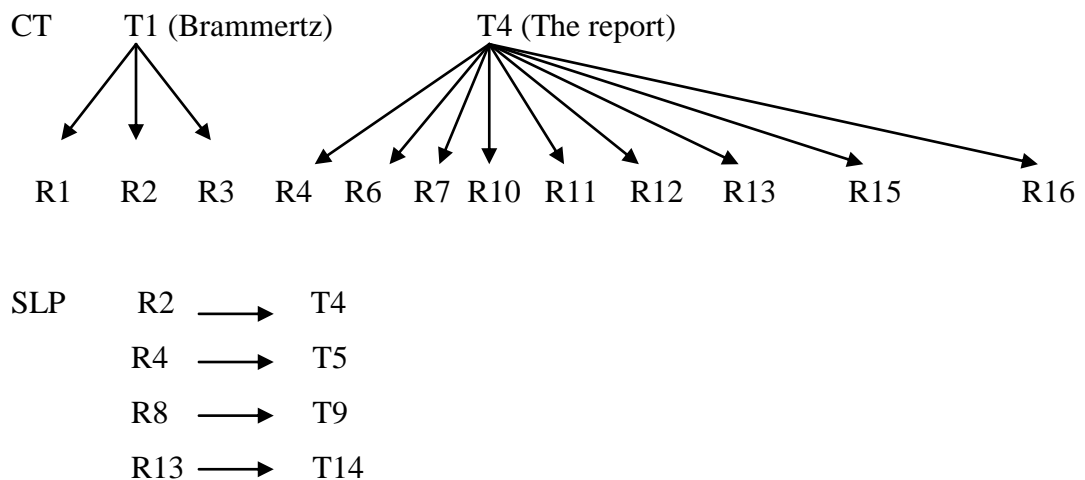 CT T1 (Brammertz) T4 (The report)
R1 R2 R3 R4 R6 R7 R10 R11 R12 R13 R15 R16
SLP R2 T4
R4 T5
R8 T9
R13 T14